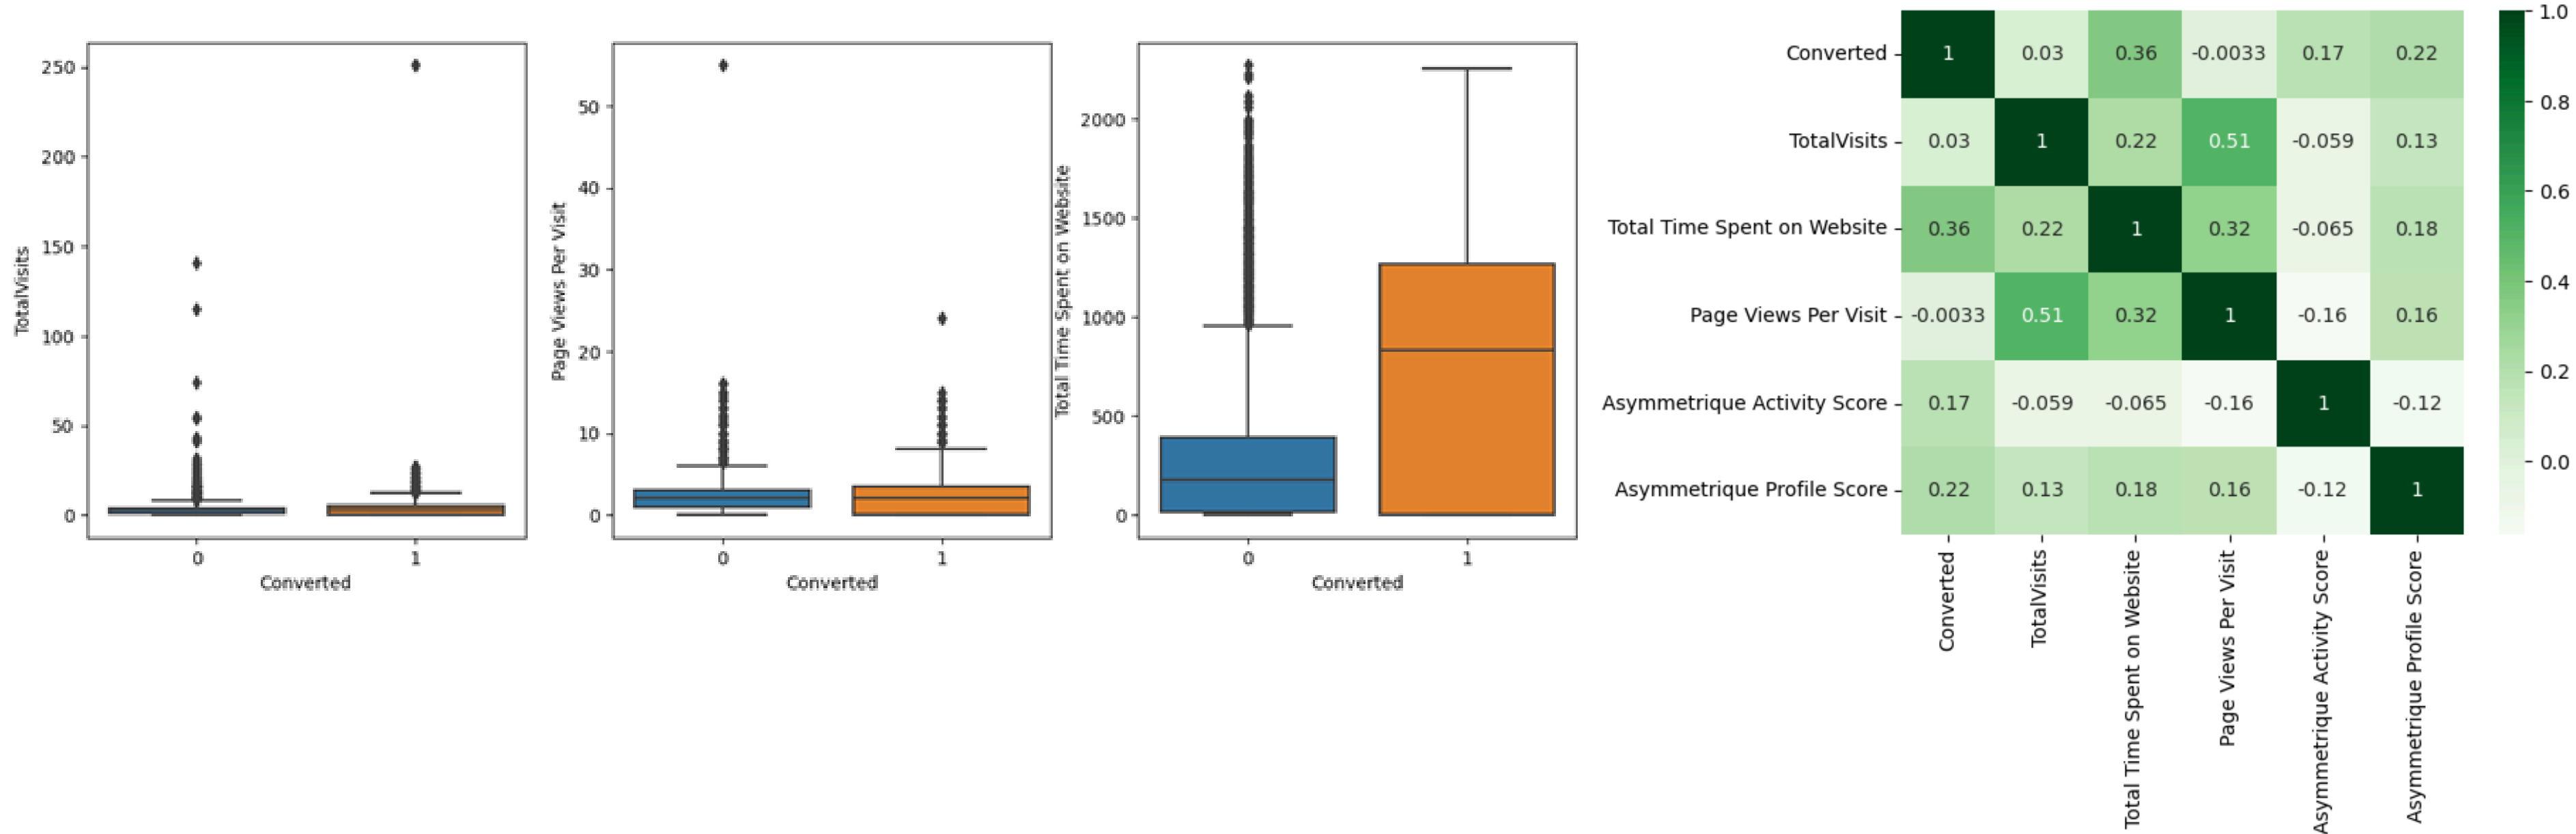 TotalVisits
250
200
150
100
50
0
0 1
Converted
Page Views Per Visit
50
40
30
20
10
0
0 1
Converted
Total Time Spent on Website
2000
1500
1000
500
0
0 1
Converted
Converted 1 0.03 0.36 -0.0033 0.17 0.22
TotalVisits 0.03 1 0.22 0.51 -0.059 0.13
Total Time Spent on Website 0.36 0.22 1 0.32 -0.065 0.18
Page Views Per Visit -0.0033 0.51 0.32 1 -0.16 0.16
Asymmetrique Activity Score 0.17 -0.059 -0.065 -0.16 1 -0.12
Asymmetrique Profile Score 0.22 0.13 0.18 0.16 -0.12 1
Converted
TotalVisits
Total Time Spent on Website
Page Views Per Visit
Asymmetrique Activity Score
Asymmetrique Profile Score
1.0
0.8
0.6
0.4
0.2
0.0